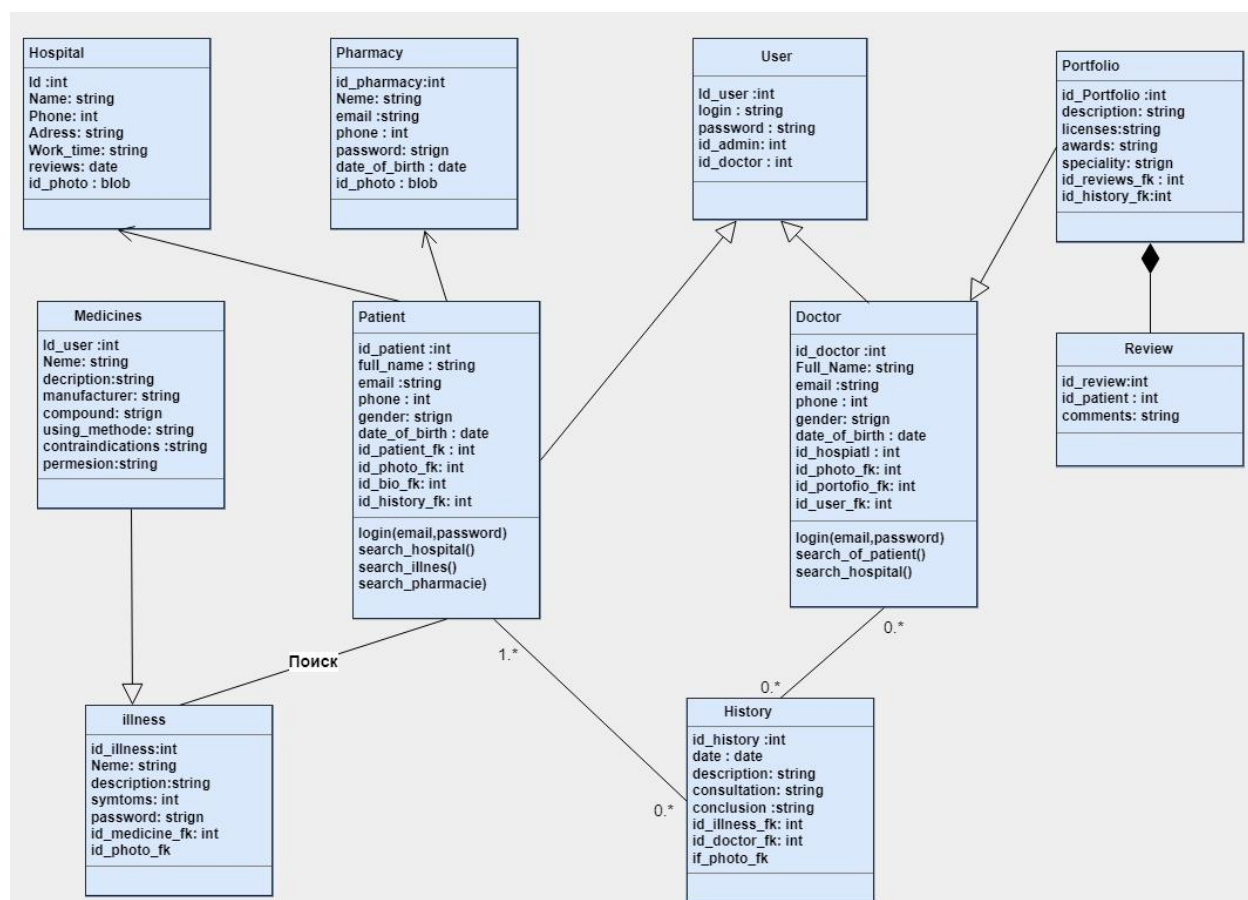 Hospital
Id :int
Name: string
Phone: int
Adress: string
Work_time: string
reviews: date
id_photo : blob
Pharmacy
id_pharmacy:int
Neme: string
email :string
phone : int
password: strign
date_of_birth : date
id_photo : blob
User
Id_user :int
login : string
password : string
id_admin: int
id_doctor : int
Portfolio
id_Portfolio :int
description: string
licenses:string
awards: string
speciality: strign
id_reviews_fk : int
id_history_fk:int
Medicines
Id_user :int
Neme: string
decription:string
manufacturer: string
compound: strign
using_methode: string
contraindications :string
permesion:string
Patient
id_patient :int
full_name : string
email :string
phone : int
gender: strign
date_of_birth : date
id_patient_fk : int
id_photo_fk: int
id_bio_fk: int
id_history_fk: int
login(email,password)
search_hospital()
search_illnes()
search_pharmacie)
Doctor
id_doctor :int
Full_Name: string
email :string
phone : int
gender: strign
date_of_birth : date
id_hospiatl : int
id_photo_fk: int
id_portofio_fk: int
id_user_fk: int
login(email,password)
search_of_patient()
search_hospital()
Review
id_review:int
id_patient : int
comments: string
Поиск
1.*
0.*
0.*
0.*
illness
id_illness:int
Neme: string
description:string
symtoms: int
password: strign
id_medicine_fk: int
id_photo_fk
History
id_history :int
date : date
description: string
consultation: string
conclusion :string
id_illness_fk: int
id_doctor_fk: int
if_photo_fk